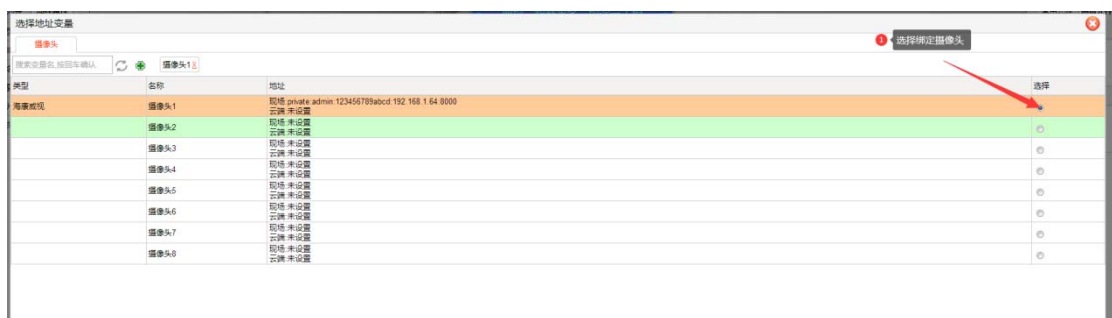 选择地址变量
摄像头
1 选择绑定摄像头
搜索变量名,按回车确认 摄像头1 X
类型 名称 地址 选择
海康威视 摄像头1 现场:private:admin:123456789abcd:192.168.1.64:8000
云端:未设置
摄像头2 现场:未设置
云端:未设置
摄像头3 现场:未设置
云端:未设置
摄像头4 现场:未设置
云端:未设置
摄像头5 现场:未设置
云端:未设置
摄像头6 现场:未设置
云端:未设置
摄像头7 现场:未设置
云端:未设置
摄像头8 现场:未设置
云端:未设置